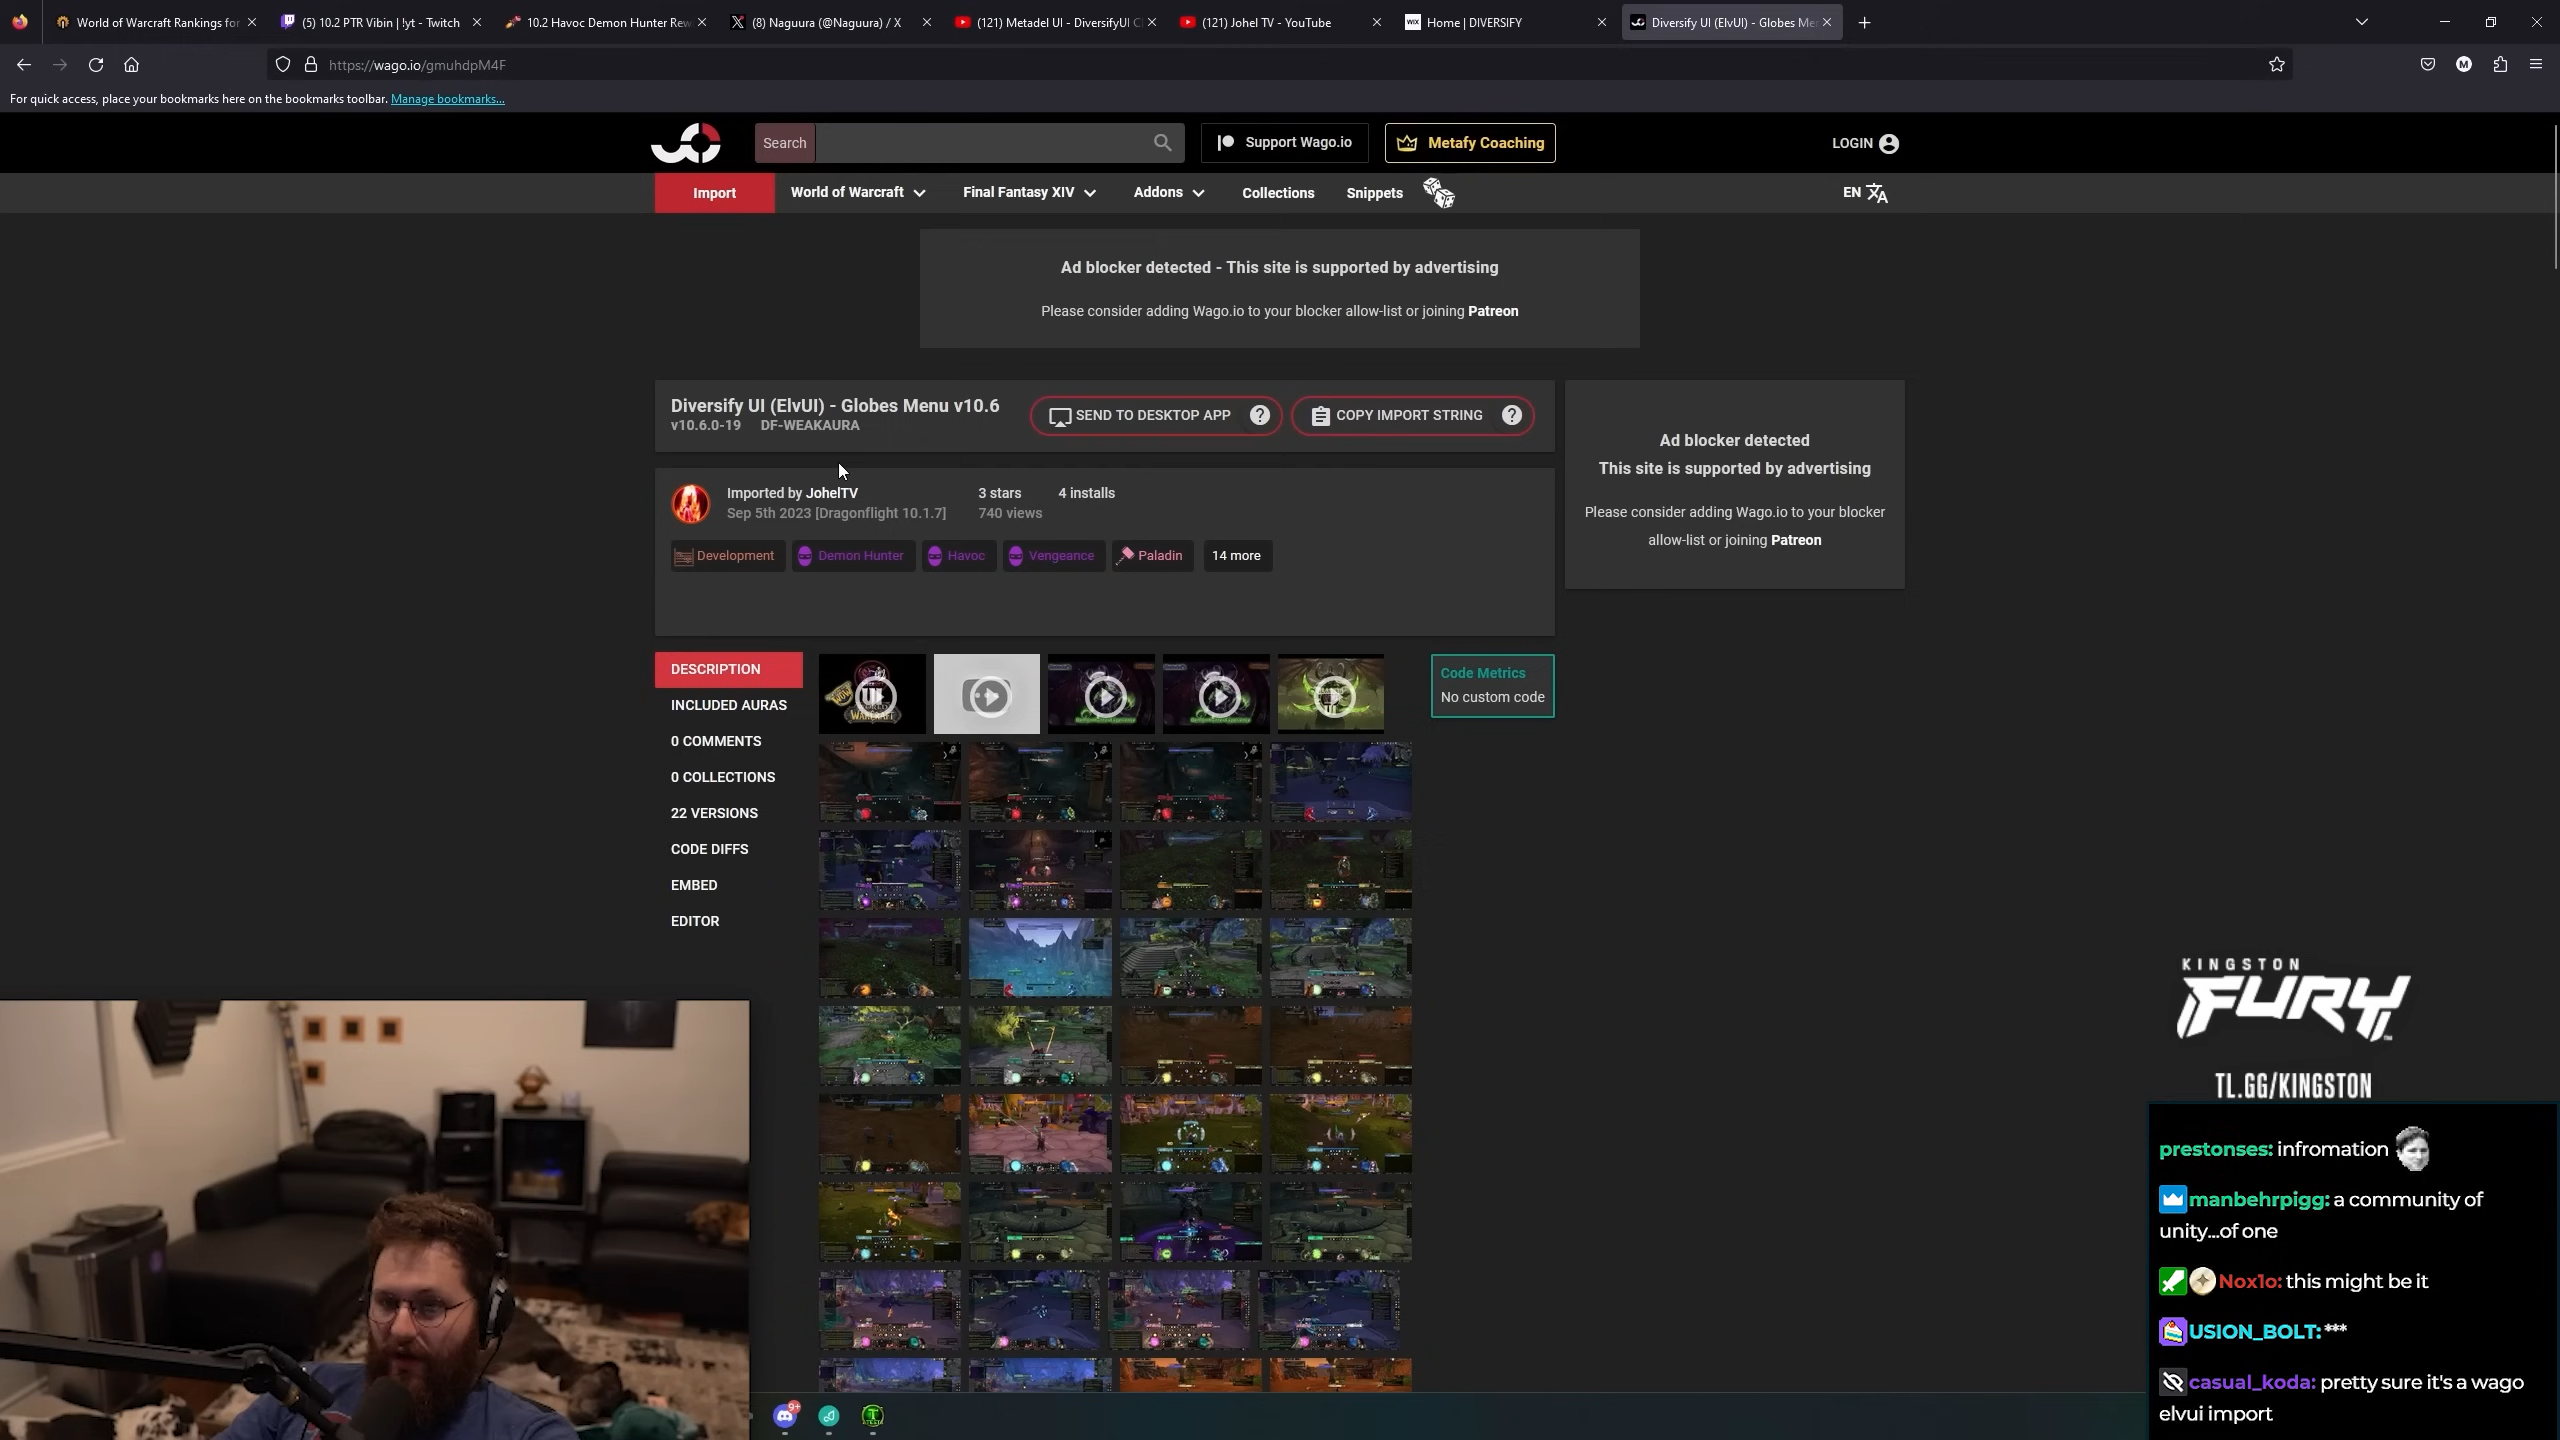 World of Warcraft Rankings for
(5) 10.2 PTR Vibin | !yt - Twitch
10.2 Havoc Demon Hunter Rew
(8) Naguura (@Naguura) / X
(121) Metadel UI - DiversifyUI C
(121) Johel TV - YouTube
WIX Home | DIVERSIFY
Diversify UI (ElvUI) - Globes Me
https://wago.io/gmuhdpM4F
For quick access, place your bookmarks here on the bookmarks toolbar. Manage bookmarks...
Search
Support Wago.io
Metafy Coaching
LOGIN
Import
World of Warcraft
Final Fantasy XIV
Addons
Collections
Snippets
EN
Ad blocker detected - This site is supported by advertising
Please consider adding Wago.io to your blocker allow-list or joining Patreon
Diversify UI (ElvUI) - Globes Menu v10.6
v10.6.0-19 DF-WEAKAURA
SEND TO DESKTOP APP ?
COPY IMPORT STRING ?
Ad blocker detected
This site is supported by advertising
Please consider adding Wago.io to your blocker
allow-list or joining Patreon
Imported by JohelTV
Sep 5th 2023 [Dragonflight 10.1.7]
3 stars 4 installs
740 views
Development
Demon Hunter
Havoc
Vengeance
Paladin
14 more
DESCRIPTION
INCLUDED AURAS
0 COMMENTS
0 COLLECTIONS
22 VERSIONS
CODE DIFFS
EMBED
EDITOR
Code Metrics
No custom code
KINGSTON
FURY
TL.GG/KINGSTON
prestonses: infromation
manbehrpigg: a community of
unity...of one
Nox1o: this might be it
USION_BOLT: ***
casual_koda: pretty sure it's a wago
elvui import
9+